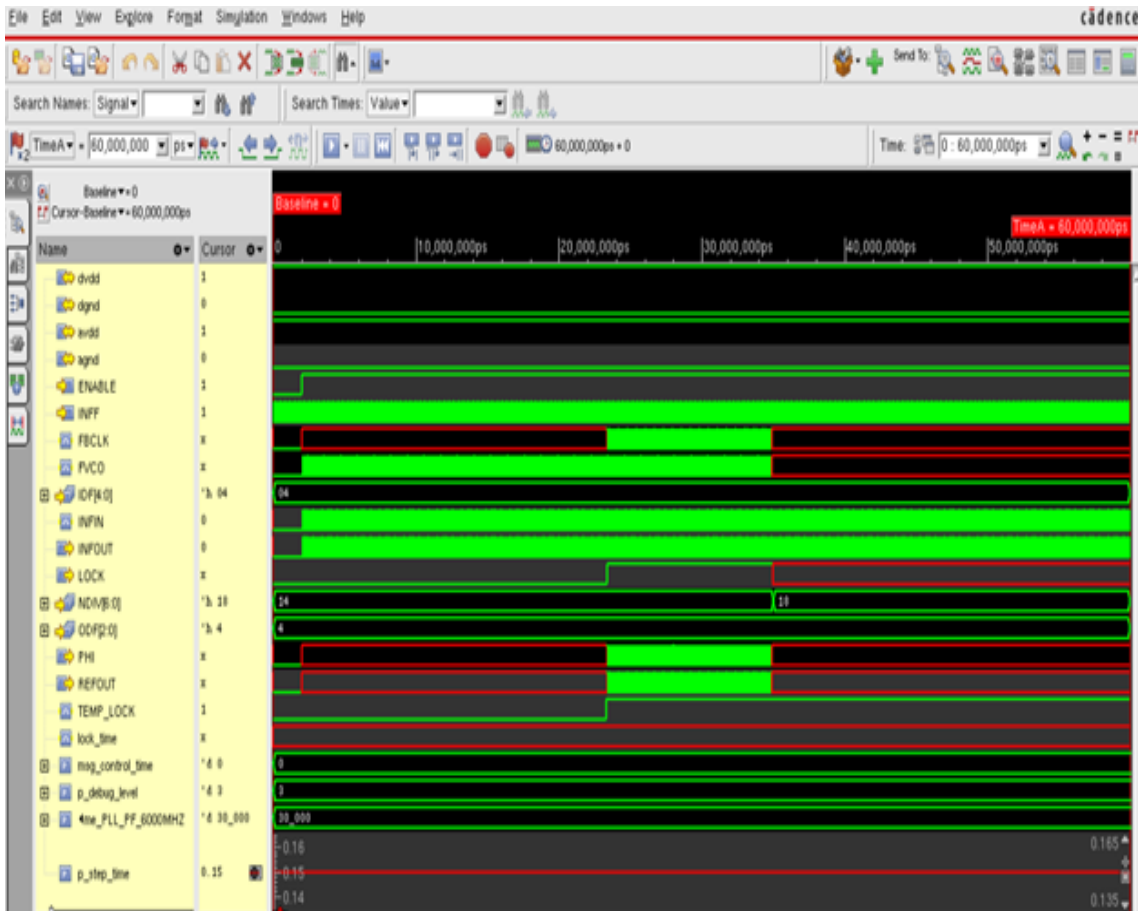 File Edit View Explore Format Simulation Windows Help
cādence
Send To:
Search Names: Signal
Search Times: Value
TimeA = 60,000,000 ps
60,000,000ps + 0
Time: 0 : 60,000,000ps
Baseline = 0
Cursor-Baseline = 60,000,000ps
Baseline = 0
TimeA = 60,000,000ps
Name Cursor 0 10,000,000ps 20,000,000ps 30,000,000ps 40,000,000ps 50,000,000ps
dvdd 1
dgnd 0
avdd 1
agnd 0
ENABLE 1
INFF 1
FBCLK x
FVCO x
IDF[4:0] 'h 04 04
INFIN 0
INFOUT 0
LOCK x
NDIV[6:0] 'h 18 14 18
ODF[2:0] 'h 4 4
PHI x
REFOUT x
TEMP_LOCK 1
lock_time x
msg_control_time 'd 0 0
p_debug_level 'd 3 3
me_PLL_PF_6000MHZ 'd 30_000 30_000
0.16 0.165
p_step_time 0.15 0.15
0.14 0.135